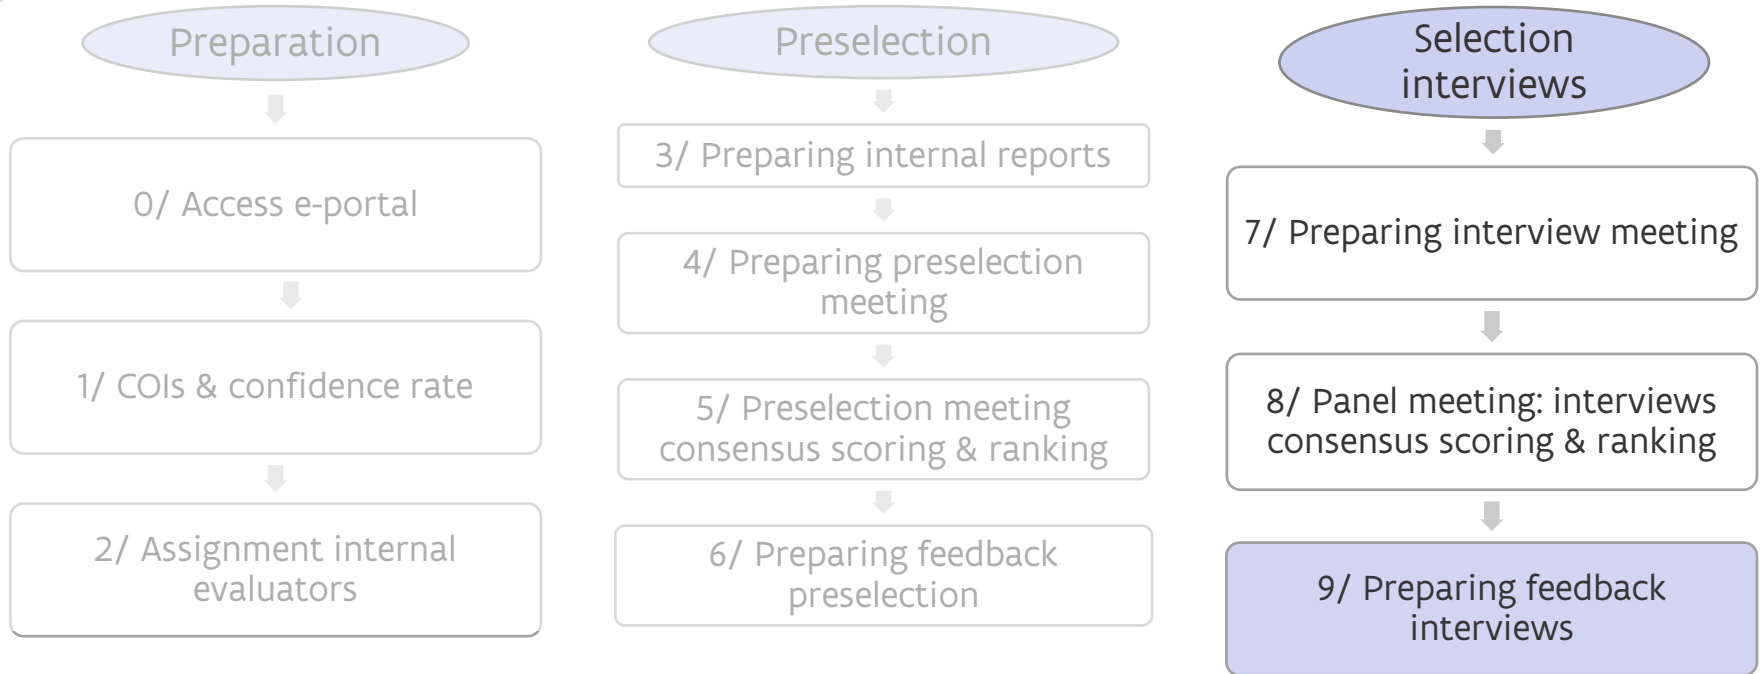 Preparation
0/ Access e-portal
1/ COIs & confidence rate
2/ Assignment internal
evaluators
Preselection
3/ Preparing internal reports
4/ Preparing preselection
meeting
5/ Preselection meeting
consensus scoring & ranking
6/ Preparing feedback
preselection
Selection
interviews
7/ Preparing interview meeting
8/ Panel meeting: interviews
consensus scoring & ranking
9/ Preparing feedback
interviews